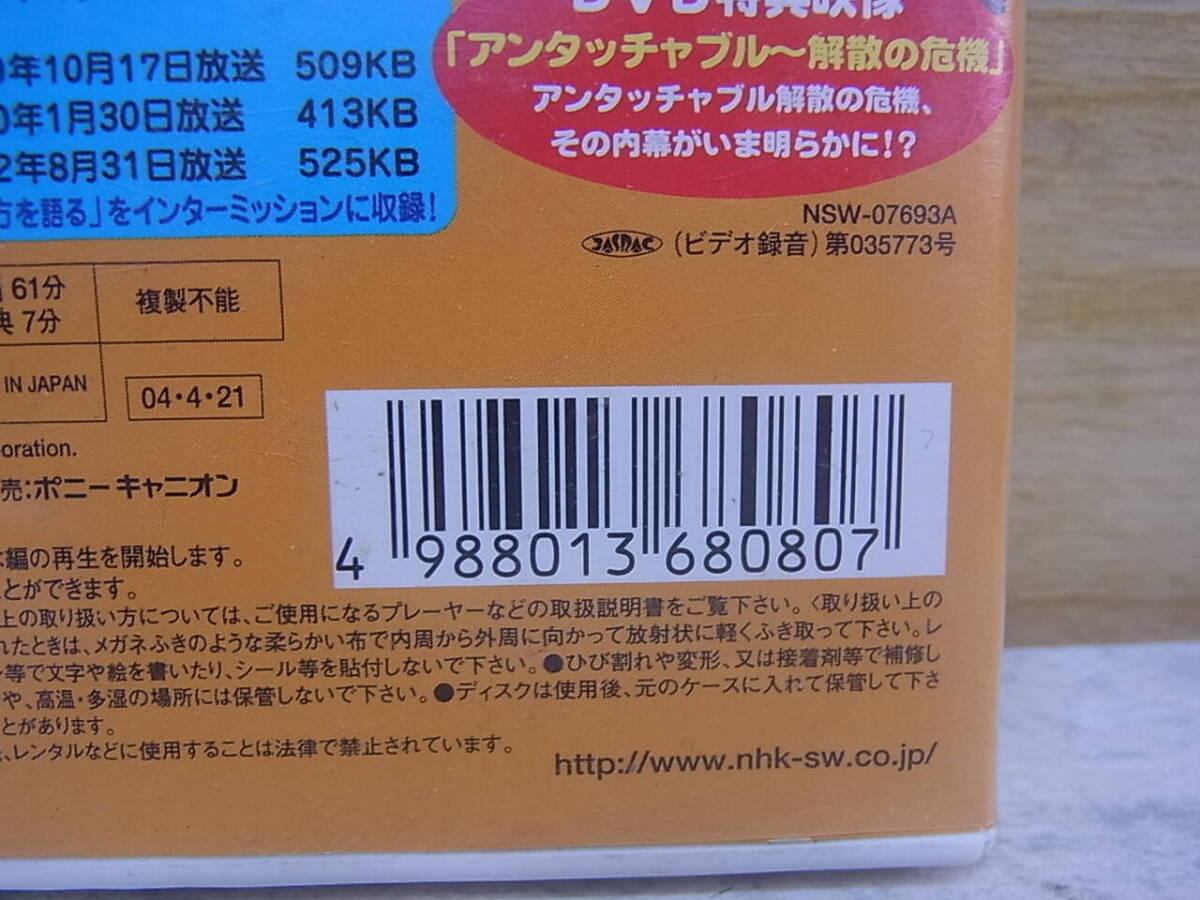 DVD特典映像
「アンタッチャブル〜解散の危機」
アンタッチャブル解散の危機、
その内幕がいま明らかに!?
年10月17日放送 509KB
0年1月30日放送 413KB
2年8月31日放送 525KB
方を語る」をインターミッションに収録!
NSW-07693A
JASRAC (ビデオ録音) 第035773号
61分
典 7分
複製不能
IN JAPAN
04・4・21
oration.
売:ポニーキャニオン
4 988013 680807
編の再生を開始します。
とができます。
上の取り扱い方については、ご使用になるプレーヤーなどの取扱説明書をご覧下さい。〈取り扱い上の
れたときは、メガネふきのような柔らかい布で内周から外周に向かって放射状に軽くふき取って下さい。レ
ン等で文字や絵を書いたり、シール等を貼付しないで下さい。●ひび割れや変形、又は接着剤等で補修し
や、高温・多湿の場所には保管しないで下さい。●ディスクは使用後、元のケースに入れて保管して下さ
とがあります。
、レンタルなどに使用することは法律で禁止されています。
http://www.nhk-sw.co.jp/